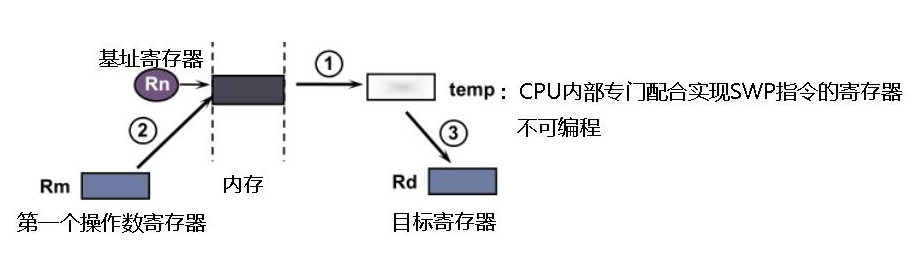 基址寄存器
Rn
①
temp：CPU内部专门配合实现SWP指令的寄存器
不可编程
②
③
Rm
内存
Rd
第一个操作数寄存器
目标寄存器